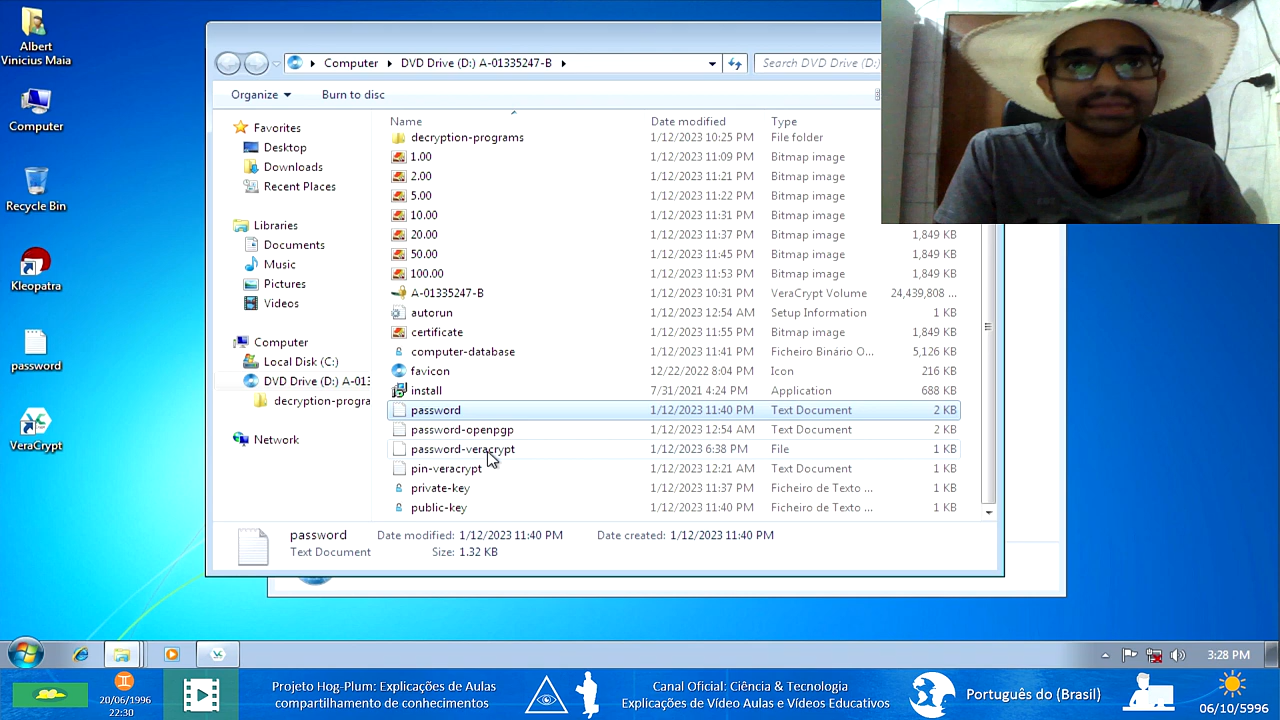 Albert
Vinicius Maia
Computer
Recycle Bin
Kleopatra
password
VeraCrypt
Computer DVD Drive (D:) A-01335247-B
Search DVD Drive (D:)
Organize Burn to disc
Favorites
Desktop
Downloads
Recent Places
Libraries
Documents
Music
Pictures
Videos
Computer
Local Disk (C:)
DVD Drive (D:) A-013
decryption-progra
Network
Name Date modified Type
decryption-programs 1/12/2023 10:25 PM File folder
1.00 1/12/2023 11:09 PM Bitmap image
2.00 1/12/2023 11:21 PM Bitmap image
5.00 1/12/2023 11:22 PM Bitmap image
10.00 1/12/2023 11:31 PM Bitmap image
20.00 1/12/2023 11:37 PM Bitmap image 1,849 KB
50.00 1/12/2023 11:45 PM Bitmap image 1,849 KB
100.00 1/12/2023 11:53 PM Bitmap image 1,849 KB
A-01335247-B 1/12/2023 10:31 PM VeraCrypt Volume 24,439,808 ...
autorun 1/12/2023 12:54 AM Setup Information 1 KB
certificate 1/12/2023 11:55 PM Bitmap image 1,849 KB
computer-database 1/12/2023 11:41 PM Ficheiro Binário O... 5,126 KB
favicon 12/22/2022 8:04 PM Icon 216 KB
install 7/31/2021 4:24 PM Application 688 KB
password 1/12/2023 11:40 PM Text Document 2 KB
password-openpgp 1/12/2023 12:54 AM Text Document 2 KB
password-veracrypt 1/12/2023 6:38 PM File 1 KB
pin-veracrypt 1/12/2023 12:21 AM Text Document 1 KB
private-key 1/12/2023 11:37 PM Ficheiro de Texto ... 1 KB
public-key 1/12/2023 11:40 PM Ficheiro de Texto ... 1 KB
password Date modified: 1/12/2023 11:40 PM Date created: 1/12/2023 11:40 PM
Text Document Size: 1.32 KB
3:28 PM
20/06/1996
22:30
Projeto Hog-Plum: Explicações de Aulas
compartilhamento de conhecimentos
Canal Oficial: Ciência & Tecnologia
Explicações de Vídeo Aulas e Vídeos Educativos
Português do (Brasil)
06/10/5996